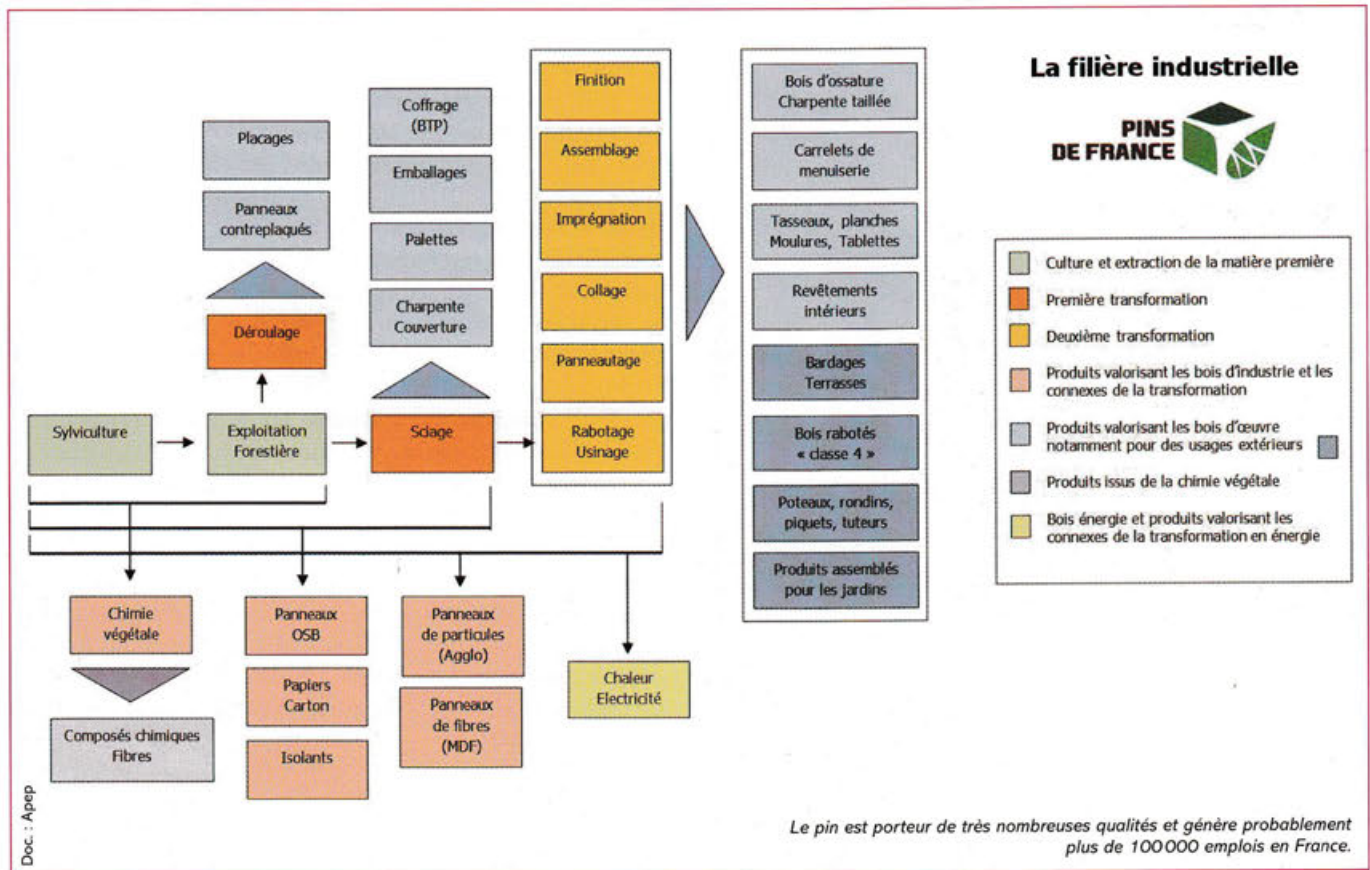 La filière industrielle
PINS
DE FRANCE
Placages
Panneaux
contreplaqués
Déroulage
Sylviculture
Exploitation
Forestière
Coffrage
(BTP)
Emballages
Palettes
Charpente
Couverture
Sciage
Finition
Assemblage
Imprégnation
Collage
Panneautage
Rabotage
Usinage
Bois d'ossature
Charpente taillée
Carrelets de
menuiserie
Tasseaux, planches
Moulures, Tablettes
Revêtements
intérieurs
Bardages
Terrasses
Bois rabotés
« classe 4 »
Poteaux, rondins,
piquets, tuteurs
Produits assemblés
pour les jardins
Culture et extraction de la matière première
Première transformation
Deuxième transformation
Produits valorisant les bois d'industrie et les
connexes de la transformation
Produits valorisant les bois d'œuvre
notamment pour des usages extérieurs
Produits issus de la chimie végétale
Bois énergie et produits valorisant les
connexes de la transformation en énergie
Chimie
végétale
Composés chimiques
Fibres
Panneaux
OSB
Papiers
Carton
Isolants
Panneaux
de particules
(Agglo)
Panneaux
de fibres
(MDF)
Chaleur
Electricité
Doc. : Apep
Le pin est porteur de très nombreuses qualités et génère probablement
plus de 100 000 emplois en France.